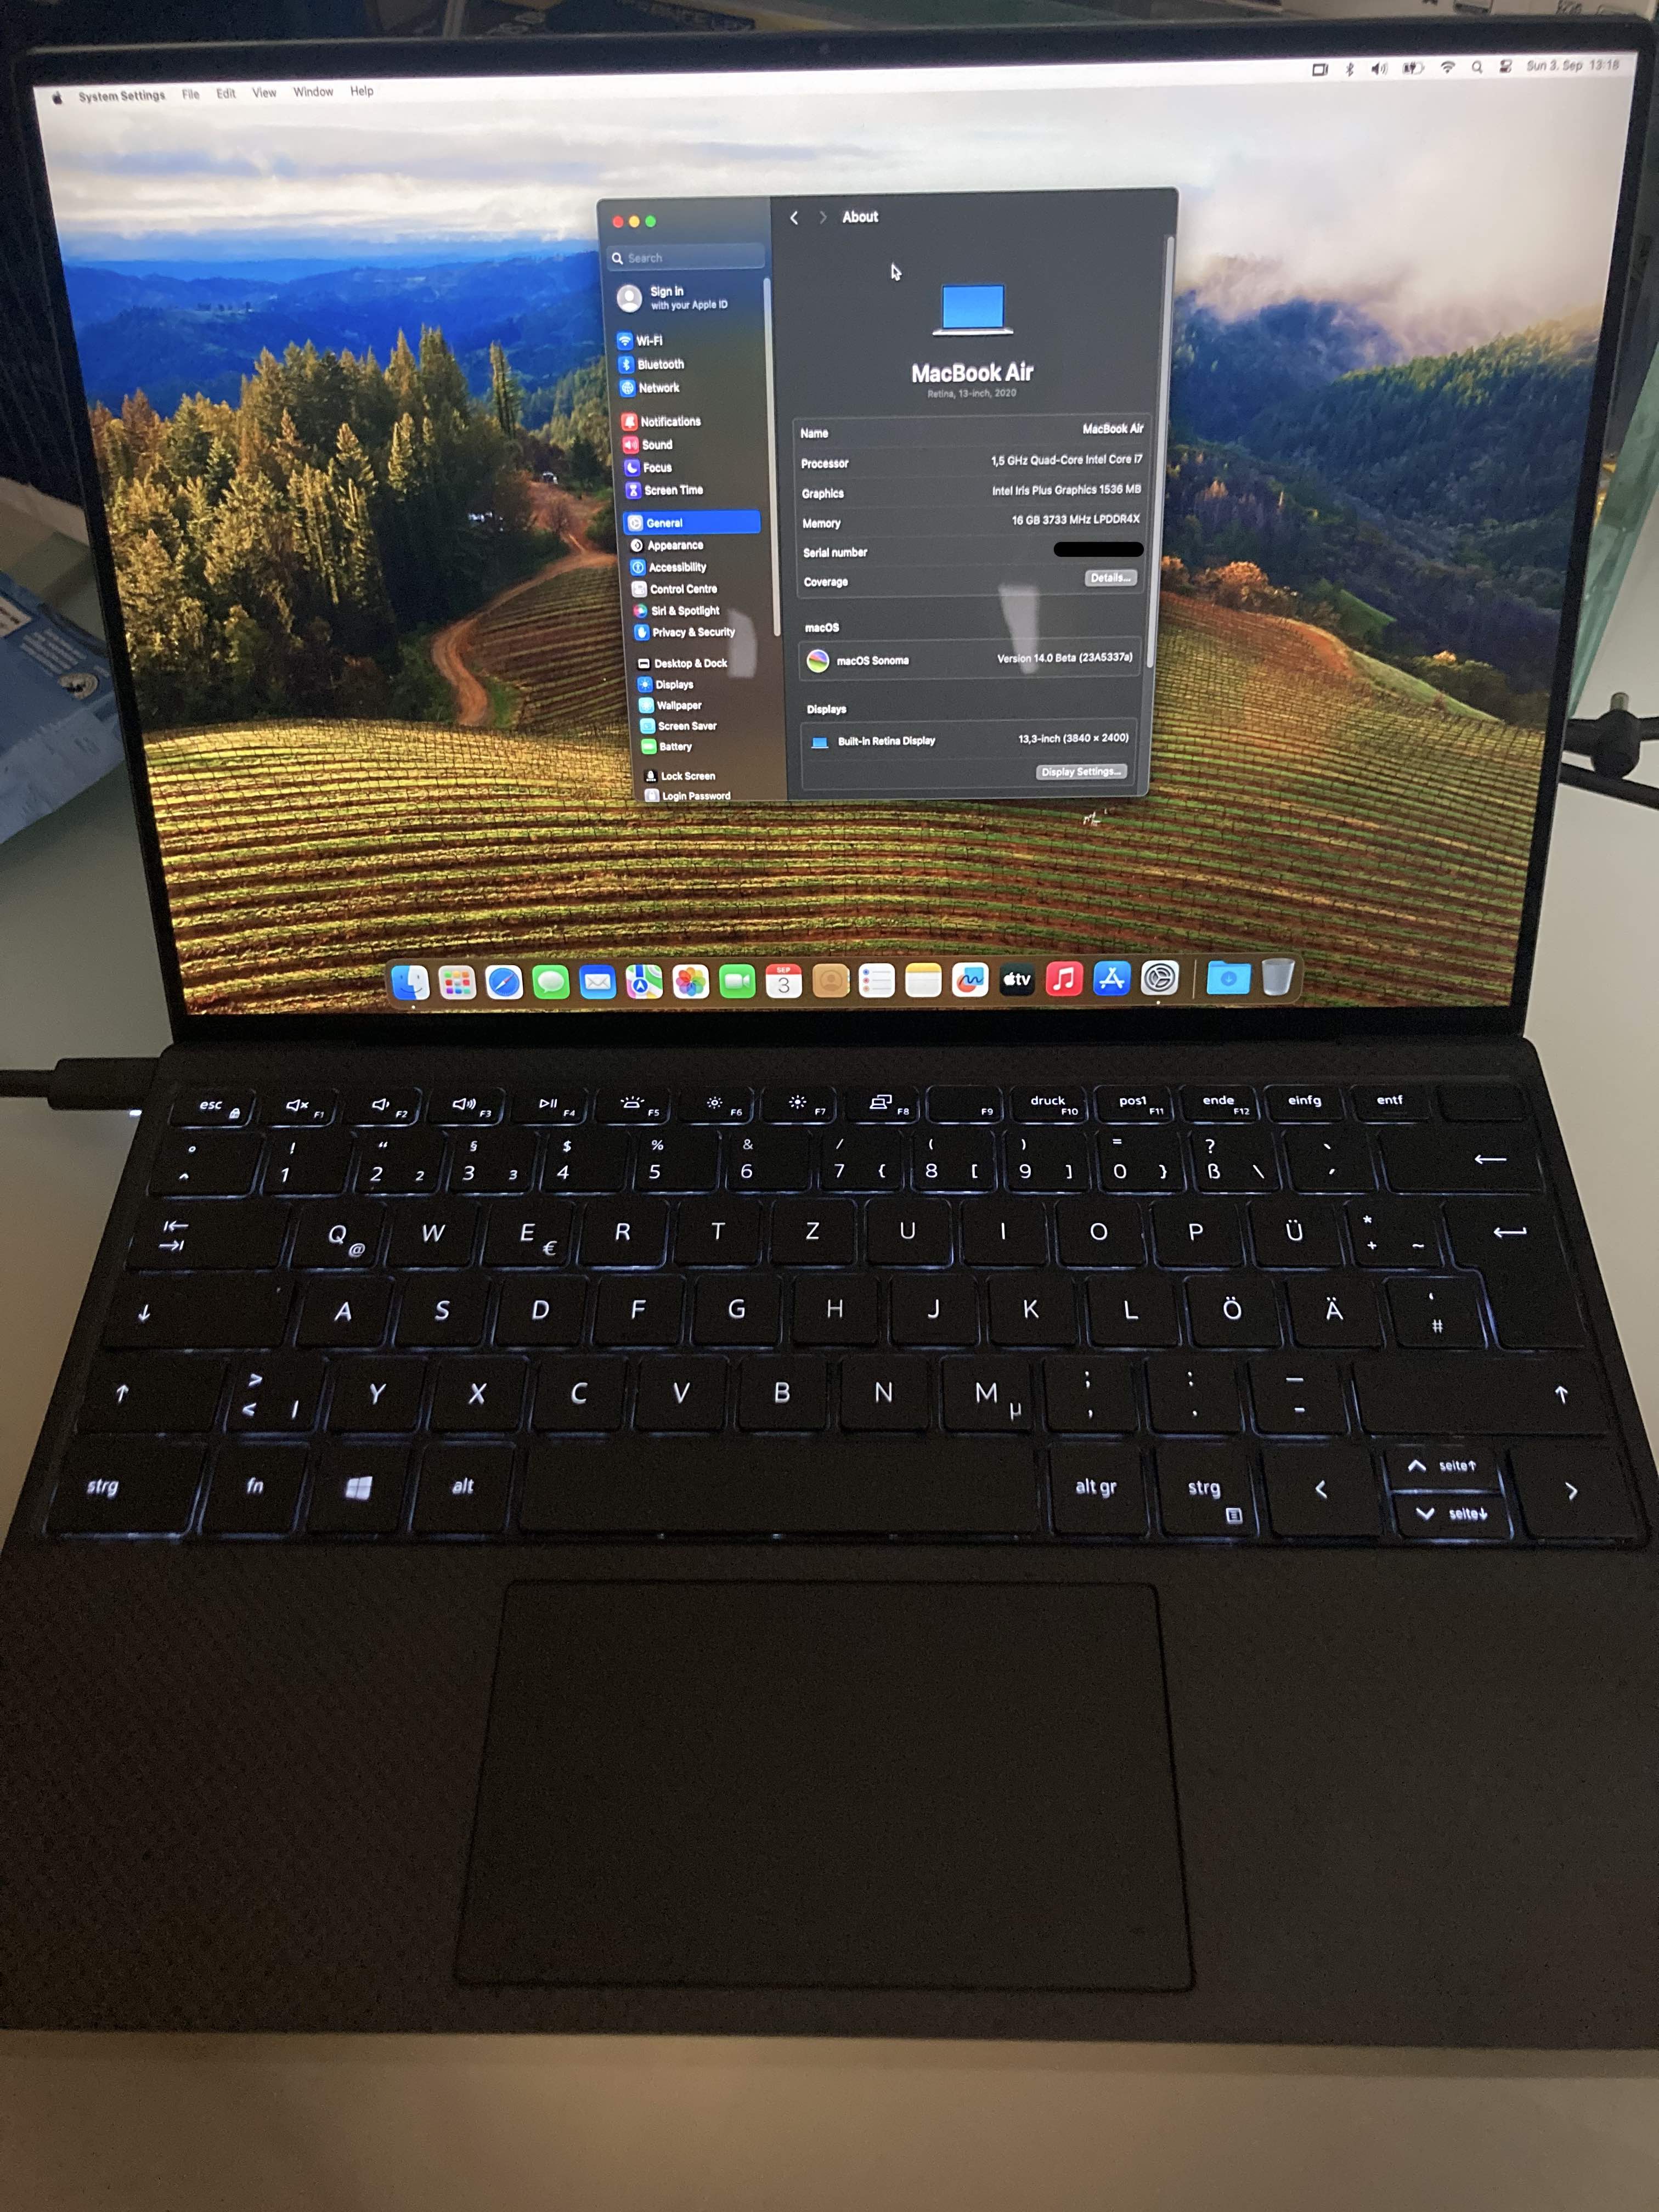 System Settings File Edit View Window Help
Sun 3. Sep 13:18
About
Search
Sign in
with your Apple ID
Wi-Fi
Bluetooth
Network
Notifications
Sound
Focus
Screen Time
General
Appearance
Accessibility
Control Centre
Siri & Spotlight
Privacy & Security
Desktop & Dock
Displays
Wallpaper
Screen Saver
Battery
Lock Screen
Login Password
MacBook Air
Retina, 13-inch, 2020
Name MacBook Air
Processor 1,5 GHz Quad-Core Intel Core i7
Graphics Intel Iris Plus Graphics 1536 MB
Memory 16 GB 3733 MHz LPDDR4X
Serial number
Coverage Details...
macOS
macOS Sonoma Version 14.0 Beta (23A5337a)
Displays
Built-in Retina Display 13,3-inch (3840 × 2400)
Display Settings...
SEP
3
tv
esc F1 F2 F3 F4 F5 F6 F7 F8 F9 druck F10 pos1 F11 ende F12 einfg entf
° ! “ § $ % & / ( ) = ? `
^ 1 2 2 3 3 4 5 6 7 { 8 [ 9 ] 0 } ß \ ´
Q @ W E € R T Z U I O P Ü * + ~
A S D F G H J K L Ö Ä ' #
> < | Y X C V B N M µ ; , : . _ -
strg fn alt alt gr strg < seite↑ >
seite↓